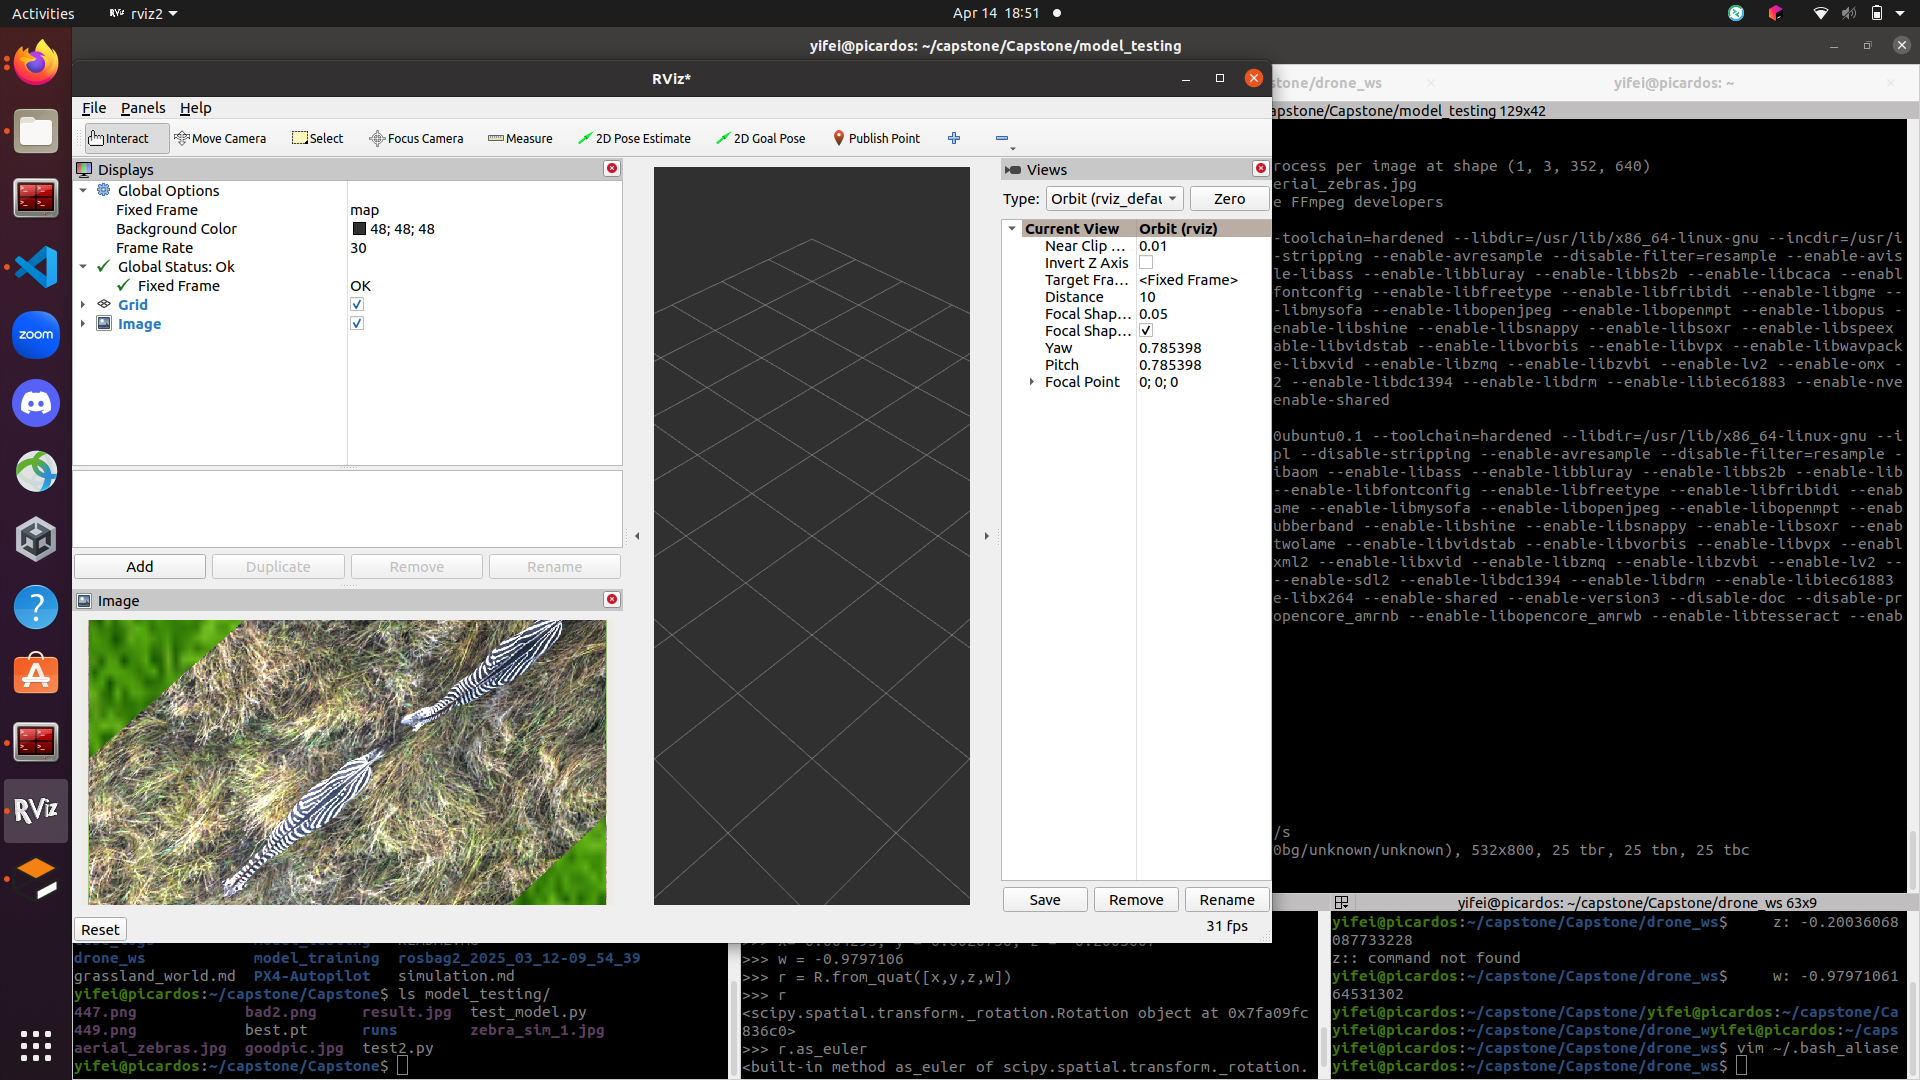 Activities
rviz2
Apr 14 18:51
yifei@picardos: ~/capstone/Capstone/model_testing
RViz*
stone/drone_ws
yifei@picardos: ~
File Panels Help
apstone/Capstone/model_testing 129x42
Interact Move Camera Select Focus Camera Measure 2D Pose Estimate 2D Goal Pose Publish Point
Displays
Global Options
Fixed Frame map
Background Color 48; 48; 48
Frame Rate 30
Global Status: Ok
Fixed Frame OK
Grid
Image
Add Duplicate Remove Rename
Image
Reset
Views
Type: Orbit (rviz_defau Zero
Current View Orbit (rviz)
Near Clip ... 0.01
Invert Z Axis
Target Fra... <Fixed Frame>
Distance 10
Focal Shap... 0.05
Focal Shap...
Yaw 0.785398
Pitch 0.785398
Focal Point 0; 0; 0
Save Remove Rename
31 fps
rocess per image at shape (1, 3, 352, 640)
erial_zebras.jpg
e FFmpeg developers
-toolchain=hardened --libdir=/usr/lib/x86_64-linux-gnu --incdir=/usr/i
-stripping --enable-avresample --disable-filter=resample --enable-avis
le-libass --enable-libbluray --enable-libbs2b --enable-libcaca --enabl
fontconfig --enable-libfreetype --enable-libfribidi --enable-libgme --
-libmysofa --enable-libopenjpeg --enable-libopenmpt --enable-libopus -
enable-libshine --enable-libsnappy --enable-libsoxr --enable-libspeex
able-libvidstab --enable-libvorbis --enable-libvpx --enable-libwavpack
e-libxvid --enable-libzmq --enable-libzvbi --enable-lv2 --enable-omx -
2 --enable-libdc1394 --enable-libdrm --enable-libiec61883 --enable-nve
enable-shared
0ubuntu0.1 --toolchain=hardened --libdir=/usr/lib/x86_64-linux-gnu --i
pl --disable-stripping --enable-avresample --disable-filter=resample -
ibaom --enable-libass --enable-libbluray --enable-libbs2b --enable-lib
--enable-libfontconfig --enable-libfreetype --enable-libfribidi --enab
ame --enable-libmysofa --enable-libopenjpeg --enable-libopenmpt --enab
ubberband --enable-libshine --enable-libsnappy --enable-libsoxr --enab
twolame --enable-libvidstab --enable-libvorbis --enable-libvpx --enabl
xml2 --enable-libxvid --enable-libzmq --enable-libzvbi --enable-lv2 --
--enable-sdl2 --enable-libdc1394 --enable-libdrm --enable-libiec61883
e-libx264 --enable-shared --enable-version3 --disable-doc --disable-pr
opencore_amrnb --enable-libopencore_amrwb --enable-libtesseract --enab
/s
0bg/unknown/unknown), 532x800, 25 tbr, 25 tbn, 25 tbc
drone_ws model_training rosbag2_2025_03_12-09_54_39
grassland_world.md PX4-Autopilot simulation.md
yifei@picardos:~/capstone/Capstone$ ls model_testing/
447.png bad2.png result.jpg test_model.py
449.png best.pt runs zebra_sim_1.jpg
aerial_zebras.jpg goodpic.jpg test2.py
yifei@picardos:~/capstone/Capstone$
>>> w = -0.9797106
>>> r = R.from_quat([x,y,z,w])
>>> r
<scipy.spatial.transform._rotation.Rotation object at 0x7fa09fc
836c0>
>>> r.as_euler
<built-in method as_euler of scipy.spatial.transform._rotation.
yifei@picardos: ~/capstone/Capstone/drone_ws 63x9
yifei@picardos:~/capstone/Capstone/drone_ws$ z: -0.20036068
087733228
z:: command not found
yifei@picardos:~/capstone/Capstone/drone_ws$ w: -0.97971061
64531302
yifei@picardos:~/capstone/Capstone/yifei@picardos:~/capstone/Ca
yifei@picardos:~/capstone/Capstone/drone_wyifei@picardos:~/caps
yifei@picardos:~/capstone/Capstone/drone_ws$ vim ~/.bash_aliase
yifei@picardos:~/capstone/Capstone/drone_ws$
zoom
RViz